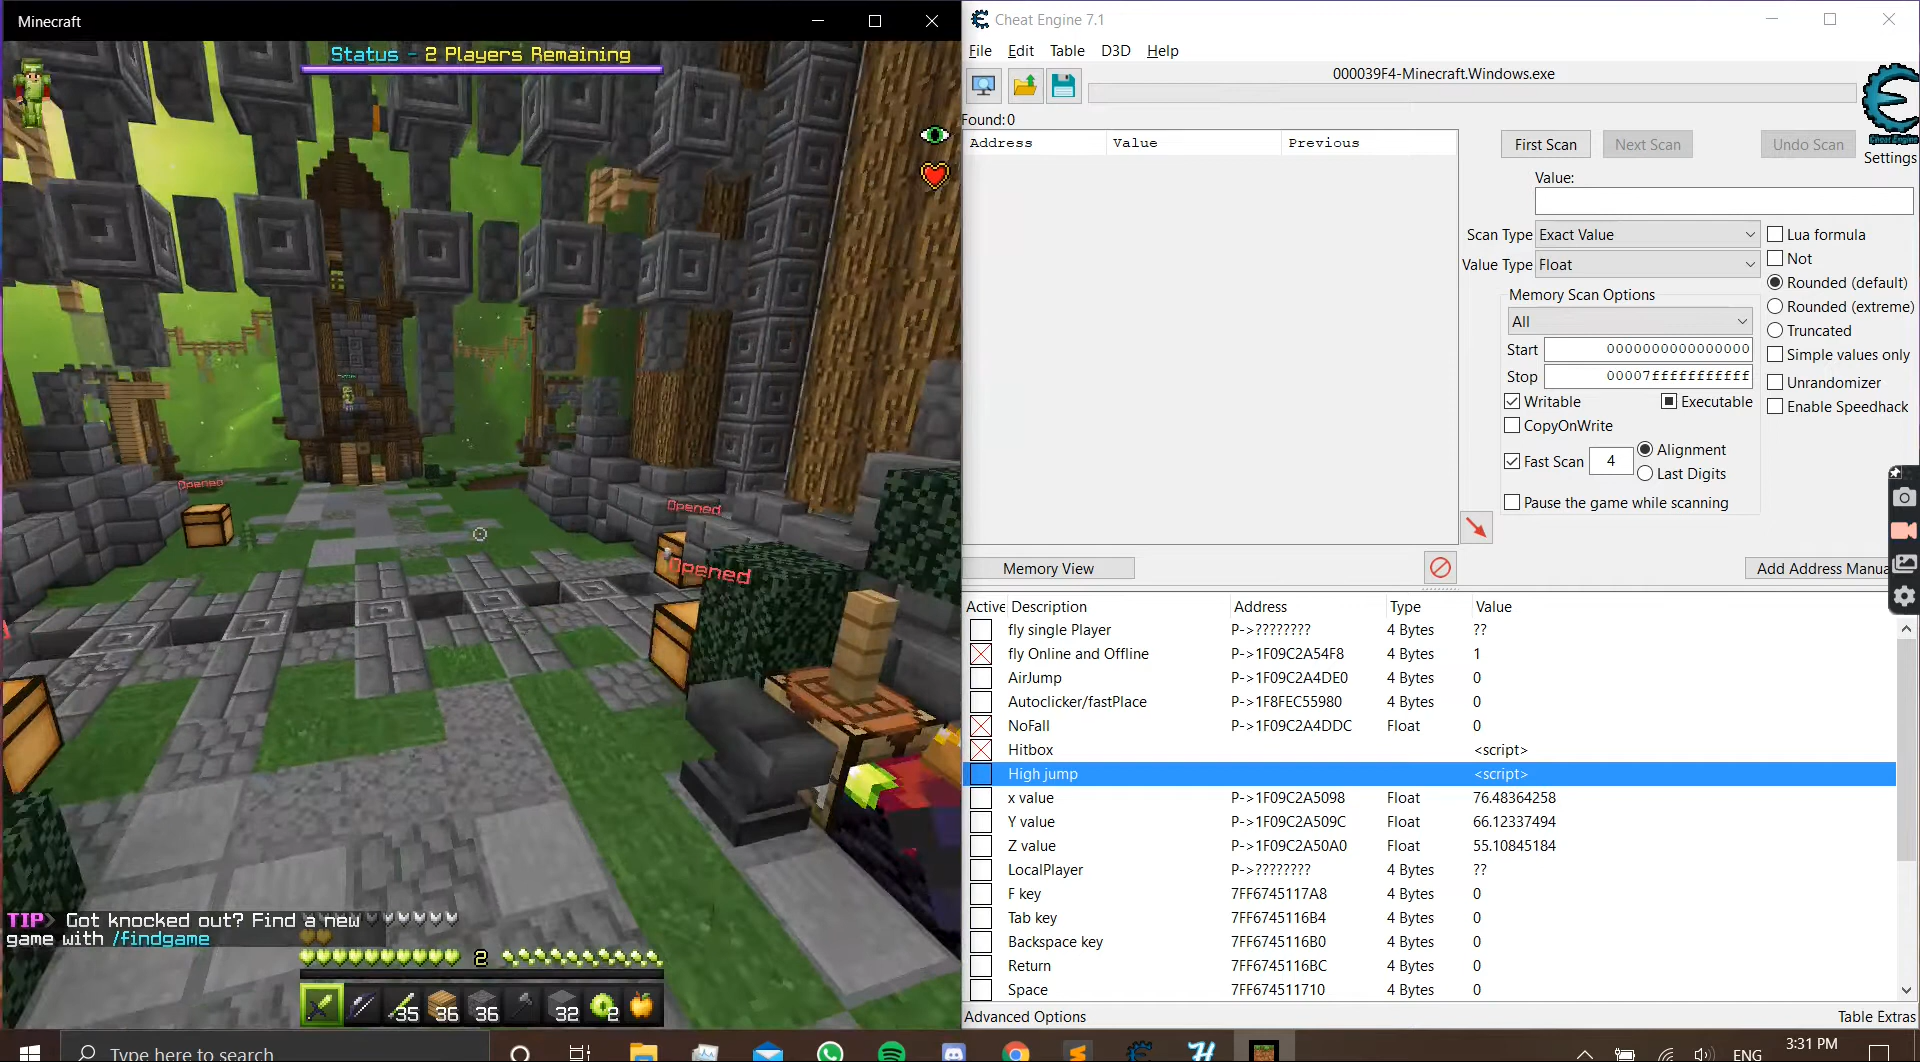 Minecraft
Status - 2 Players Remaining
Opened
Opened
Opened
TIP> Got knocked out? Find a new
game with /findgame
2
35
36
36
32
2
Cheat Engine 7.1
File Edit Table D3D Help
000039F4-Minecraft.Windows.exe
Found:0
Address Value Previous
First Scan Next Scan Undo Scan
Cheat Engine
Settings
Value:
Scan Type Exact Value
Value Type Float
Lua formula
Not
Rounded (default)
Rounded (extreme)
Truncated
Simple values only
Unrandomizer
Enable Speedhack
Memory Scan Options
All
Start 0000000000000000
Stop 00007fffffffffff
Writable Executable
CopyOnWrite
Fast Scan 4 Alignment
Last Digits
Pause the game while scanning
Memory View
Add Address Manua
Active Description Address Type Value
fly single Player P->???????? 4 Bytes ??
fly Online and Offline P->1F09C2A54F8 4 Bytes 1
AirJump P->1F09C2A4DE0 4 Bytes 0
Autoclicker/fastPlace P->1F8FEC55980 4 Bytes 0
NoFall P->1F09C2A4DDC Float 0
Hitbox <script>
High jump <script>
x value P->1F09C2A5098 Float 76.48364258
Y value P->1F09C2A509C Float 66.12337494
Z value P->1F09C2A50A0 Float 55.10845184
LocalPlayer P->???????? 4 Bytes ??
F key 7FF6745117A8 4 Bytes 0
Tab key 7FF6745116B4 4 Bytes 0
Backspace key 7FF6745116B0 4 Bytes 0
Return 7FF6745116BC 4 Bytes 0
Space 7FF674511710 4 Bytes 0
Advanced Options Table Extras
Type here to search
ENG
3:31 PM